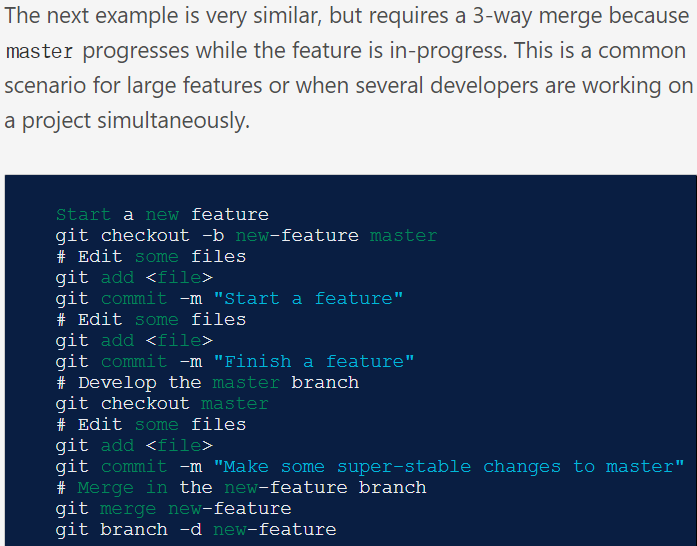 The next example is very similar, but requires a 3-way merge because
master progresses while the feature is in-progress. This is a common
scenario for large features or when several developers are working on
a project simultaneously.
Start a new feature
git checkout -b new-feature master
# Edit some files
git add <file>
git commit -m "Start a feature"
# Edit some files
git add <file>
git commit -m "Finish a feature"
# Develop the master branch
git checkout master
# Edit some files
git add <file>
git commit -m "Make some super-stable changes to master"
# Merge in the new-feature branch
git merge new-feature
git branch -d new-feature